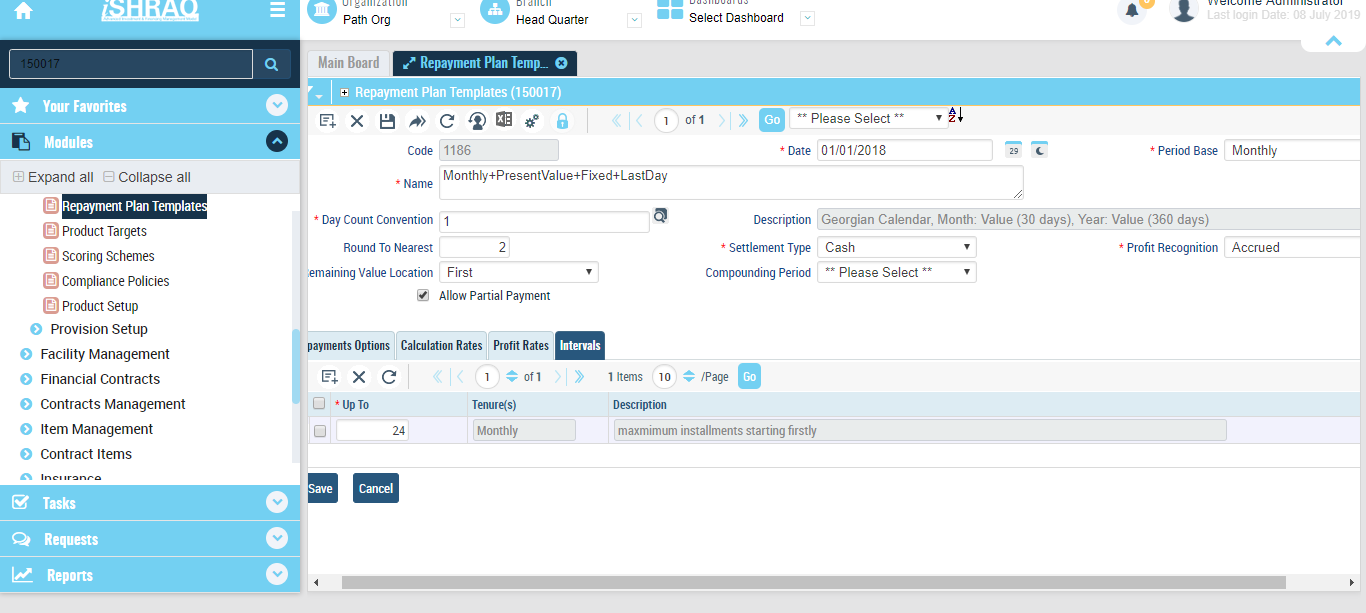 iSHRAQ
Organization
Path Org
Branch
Head Quarter
Dashboards
Select Dashboard
Welcome Administrator
Last login Date: 08 July 2019
150017
Your Favorites
Modules
Expand all
Collapse all
Repayment Plan Templates
Product Targets
Scoring Schemes
Compliance Policies
Product Setup
Provision Setup
Facility Management
Financial Contracts
Contracts Management
Item Management
Contract Items
Insurance
Tasks
Requests
Reports
Main Board
Repayment Plan Temp...
Repayment Plan Templates (150017)
1 of 1 Go ** Please Select ** A Z
Code 1186
* Date 01/01/2018 29
* Period Base Monthly
* Name Monthly+PresentValue+Fixed+LastDay
* Day Count Convention 1
Description Georgian Calendar, Month: Value (30 days), Year: Value (360 days)
Round To Nearest 2
* Settlement Type Cash
* Profit Recognition Accrued
emaining Value Location First
Compounding Period ** Please Select **
Allow Partial Payment
payments Options Calculation Rates Profit Rates Intervals
1 of 1 1 Items 10 /Page Go
* Up To Tenure(s) Description
24 Monthly maxmimum installments starting firstly
Save Cancel